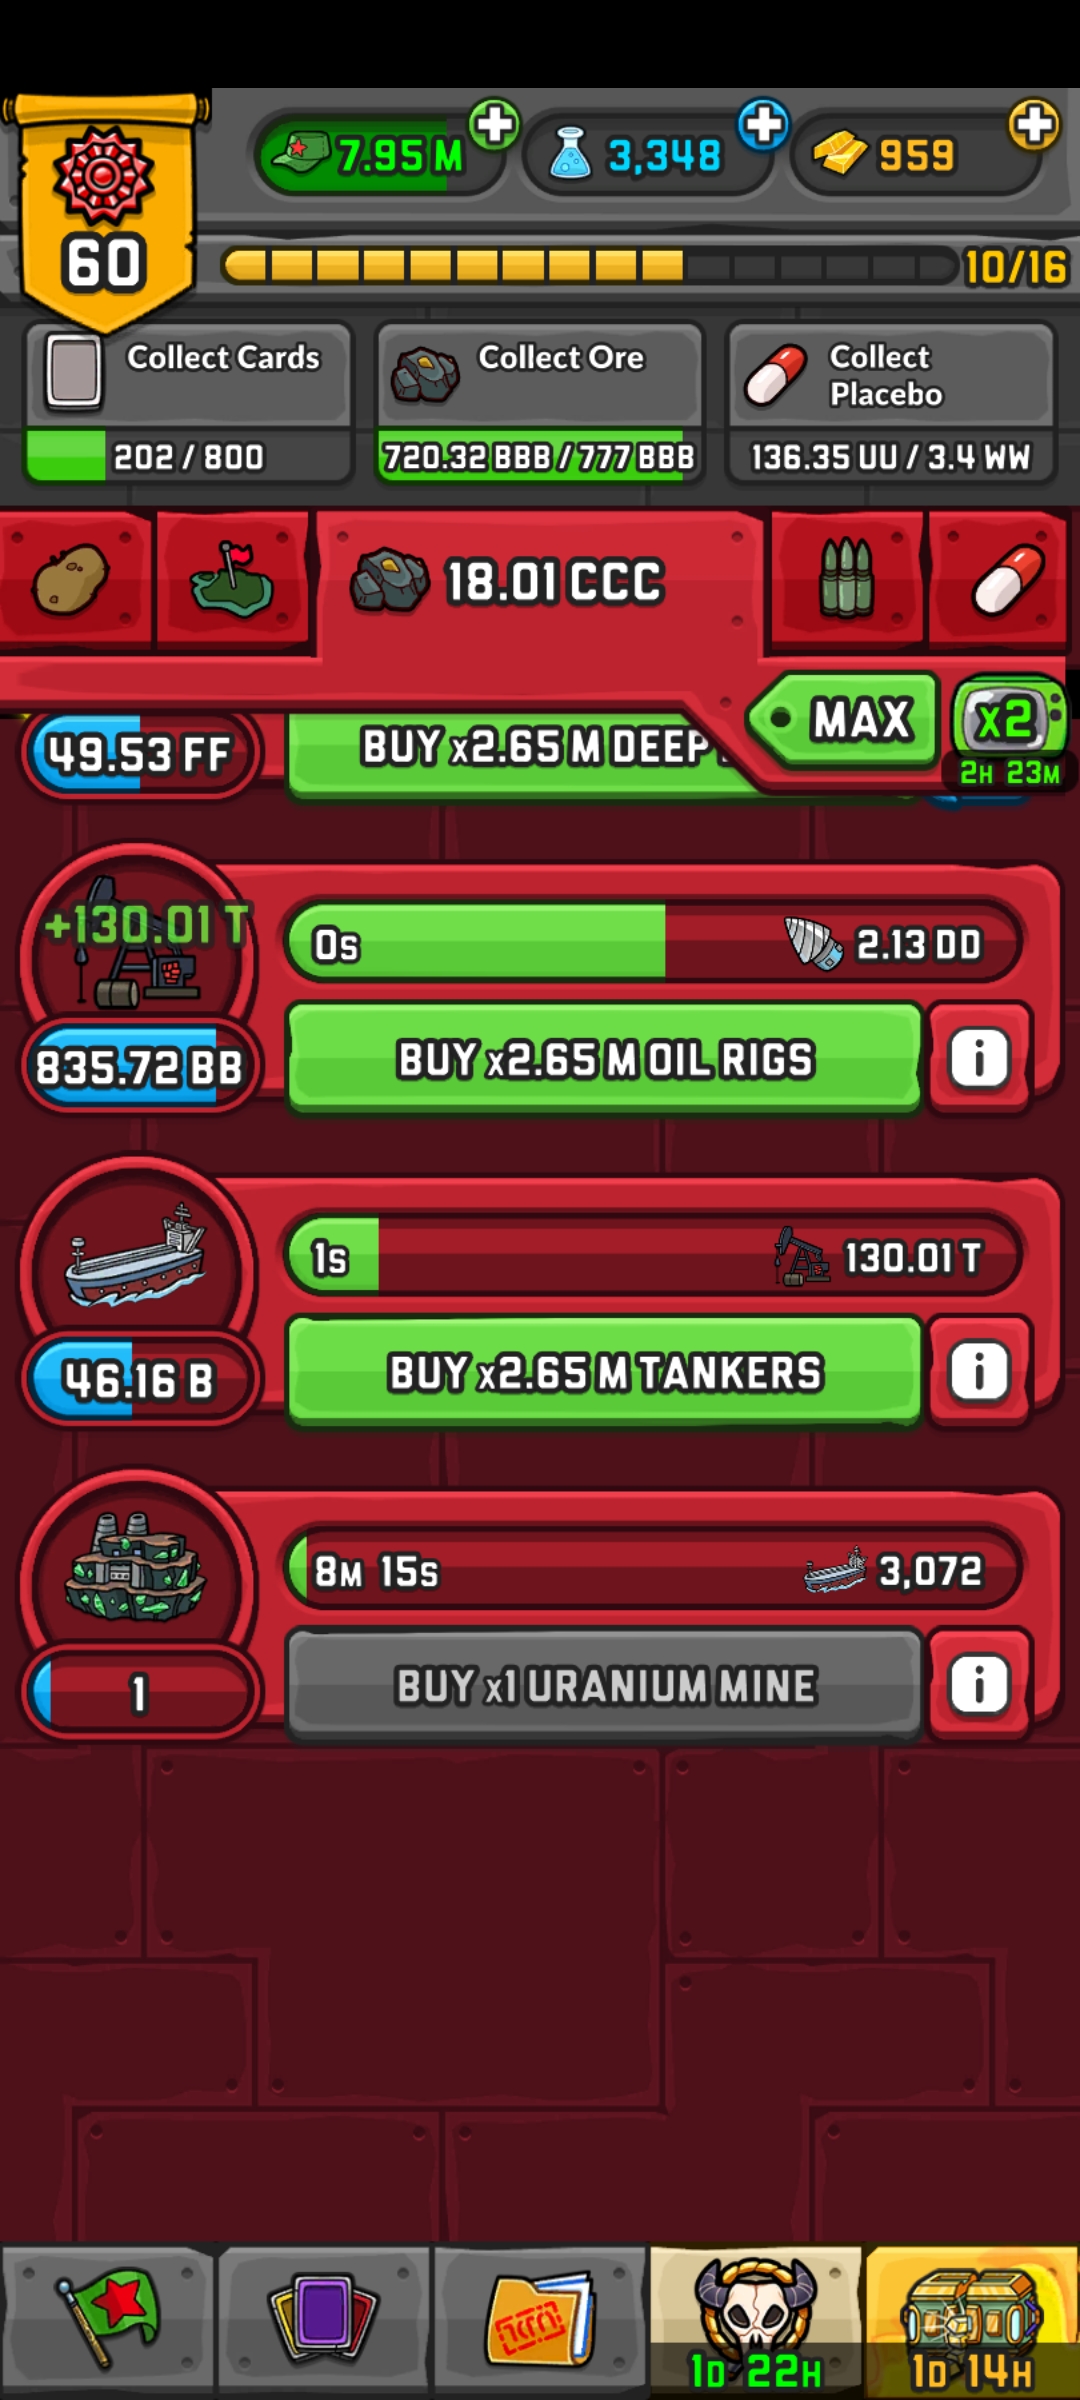 7.95 M
3,348
959
60
10/16
Collect Cards
202 / 800
Collect Ore
720.32 BBB / 777 BBB
Collect
Placebo
136.35 UU / 3.4 WW
18.01 CCC
MAX
x2
2H 23M
49.53 FF
BUY x2.65 M DEEP
+130.01 T
0s
2.13 DD
835.72 BB
BUY x2.65 M OIL RIGS
i
1s
130.01 T
46.16 B
BUY x2.65 M TANKERS
i
8M 15s
3,072
1
BUY x1 URANIUM MINE
i
1D 22H
1D 14H